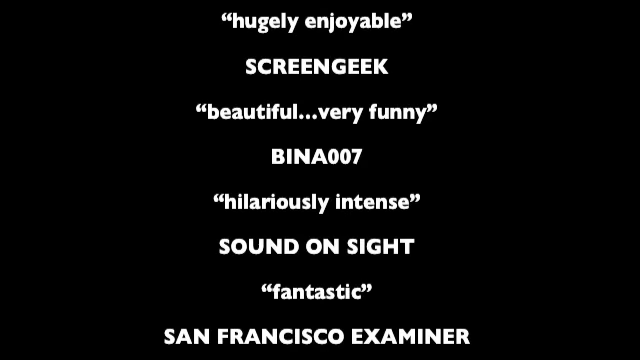 “hugely enjoyable”
SCREENGEEK
“beautiful...very funny”
BINA007
“hilariously intense”
SOUND ON SIGHT
“fantastic”
SAN FRANCISCO EXAMINER